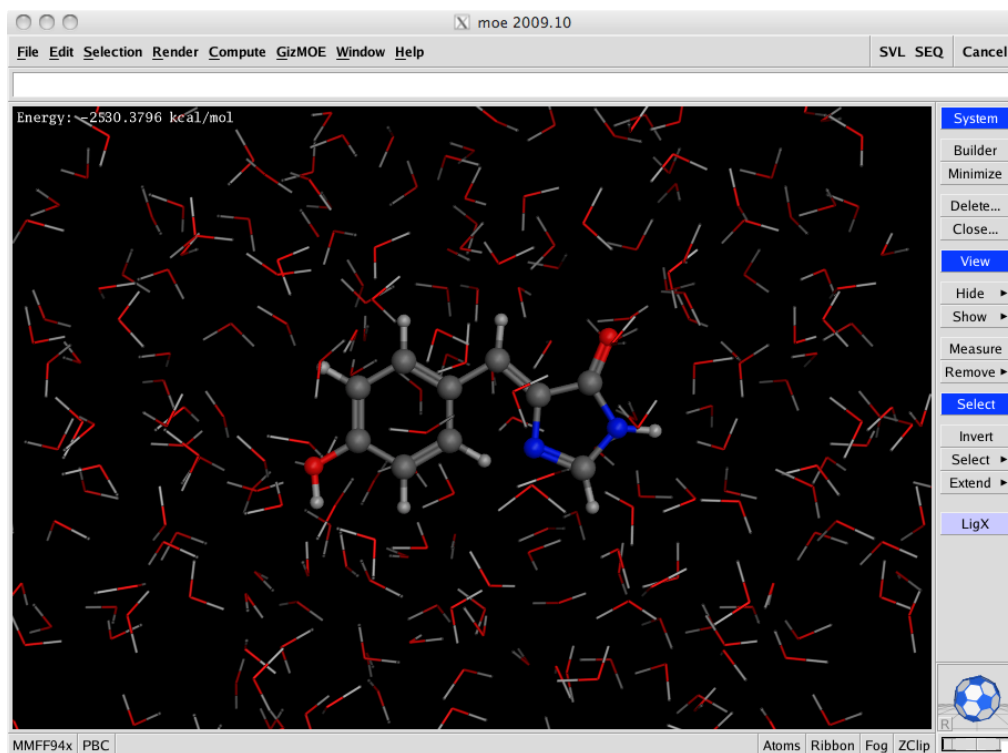 moe 2009.10
File Edit Selection Render Compute GizMOE Window Help SVL SEQ Cancel
Energy: -2530.3796 kcal/mol
System
Builder
Minimize
Delete...
Close...
View
Hide
Show
Measure
Remove
Select
Invert
Select
Extend
LigX
R
MMFF94x PBC Atoms Ribbon Fog ZClip